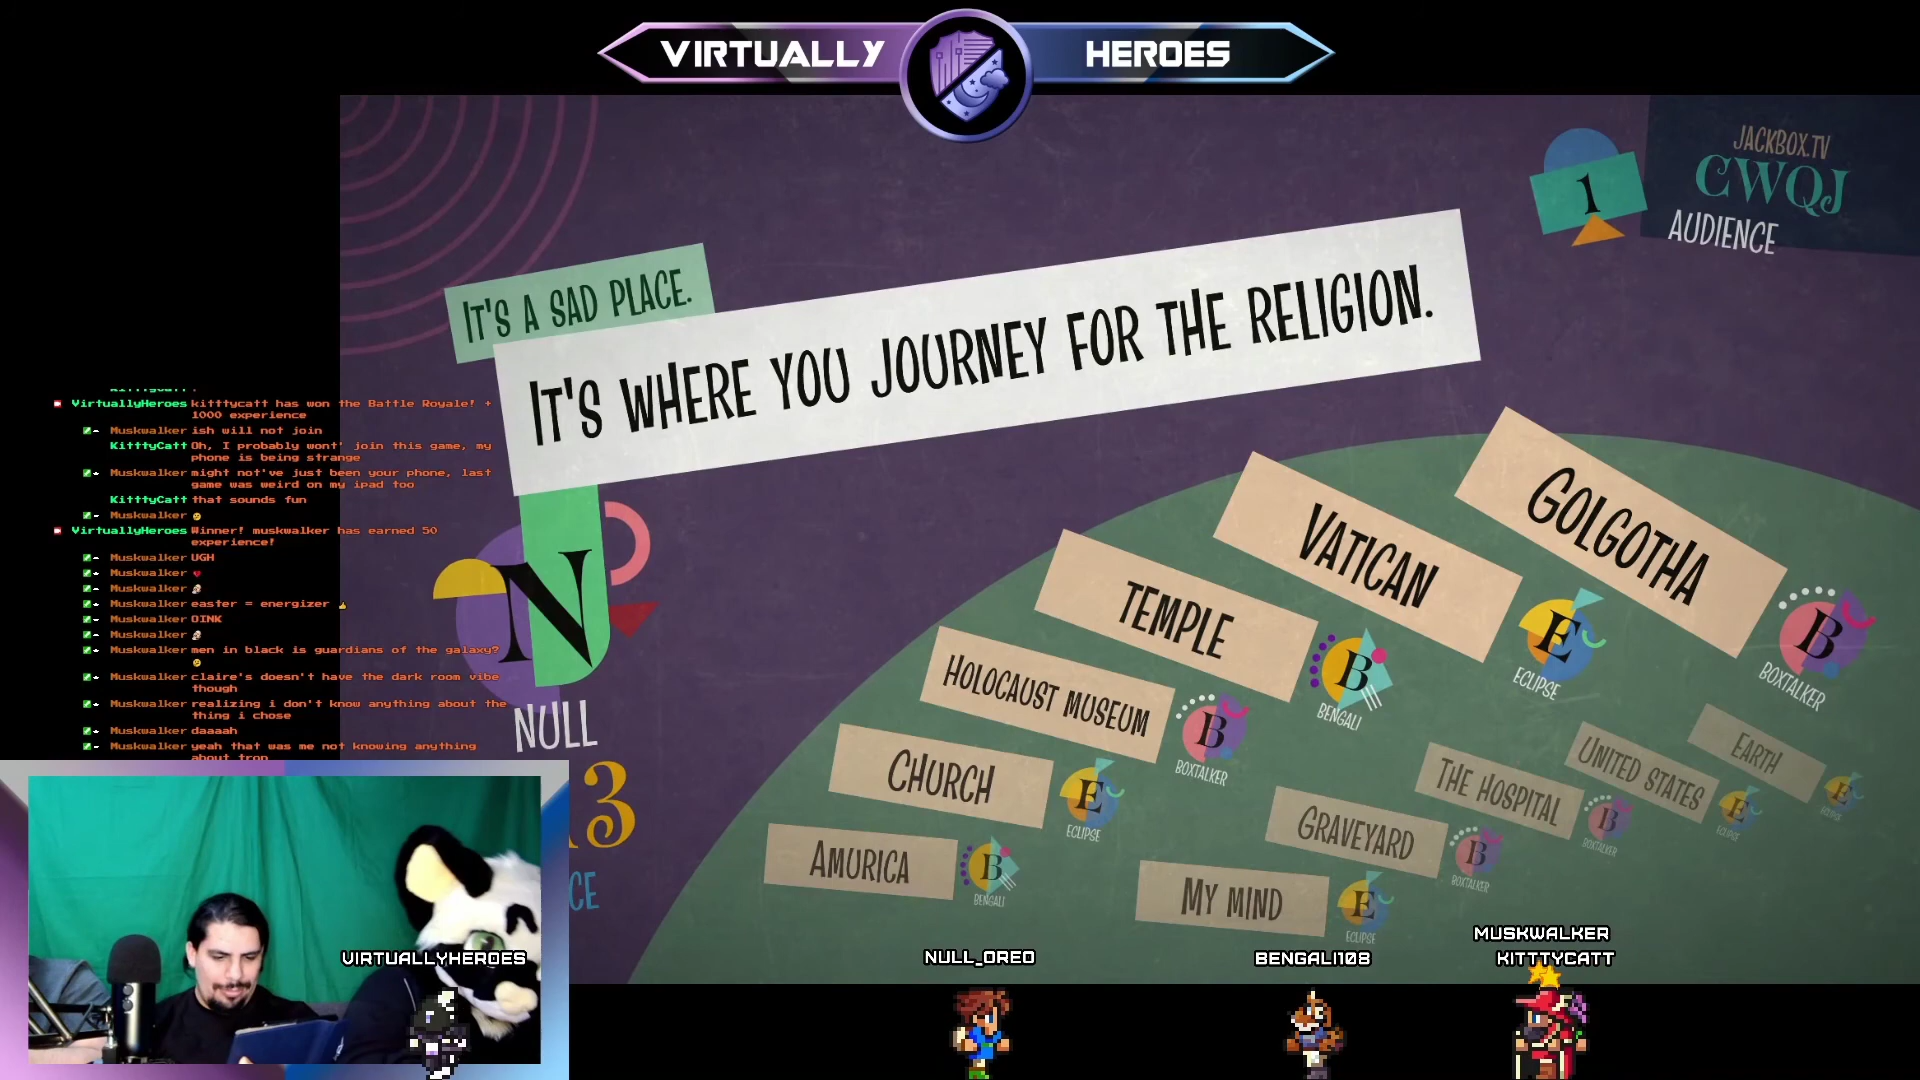 VIRTUALLY HEROES
JACKBOX.TV
CWQJ
1
AUDIENCE
IT'S A SAD PLACE.
IT'S WHERE YOU JOURNEY FOR THE RELIGION.
VirtuallyHeroes kitttycatt has won the Battle Royale! +
1000 experience
Muskwalker ish will not join
KitttyCatt Oh, I probably wont' join this game, my
phone is being strange
Muskwalker might not've just been your phone, last
game was weird on my ipad too
KitttyCatt that sounds fun
Muskwalker
VirtuallyHeroes Winner! muskwalker has earned 50
experience!
Muskwalker UGH
Muskwalker
Muskwalker
Muskwalker easter = energizer
Muskwalker OINK
Muskwalker
Muskwalker men in black is guardians of the galaxy?
Muskwalker claire's doesn't have the dark room vibe
though
Muskwalker realizing i don't know anything about the
thing i chose
Muskwalker daaaah
Muskwalker yeah that was me not knowing anything
about tron
N
NULL
3
CE
GOLGOTHA
B
BOXTALKER
VATICAN
E
ECLIPSE
TEMPLE
B
BENGALI
HOLOCAUST MUSEUM
B
BOXTALKER
CHURCH
E
ECLIPSE
AMURICA
B
BENGALI
EARTH
E
ECLIPSE
UNITED STATES
E
ECLIPSE
THE HOSPITAL
B
BOXTALKER
GRAVEYARD
B
BOXTALKER
MY MIND
E
ECLIPSE
VIRTUALLYHEROES
NULL_OREO
BENGALI108
MUSKWALKER
KITTTYCATT